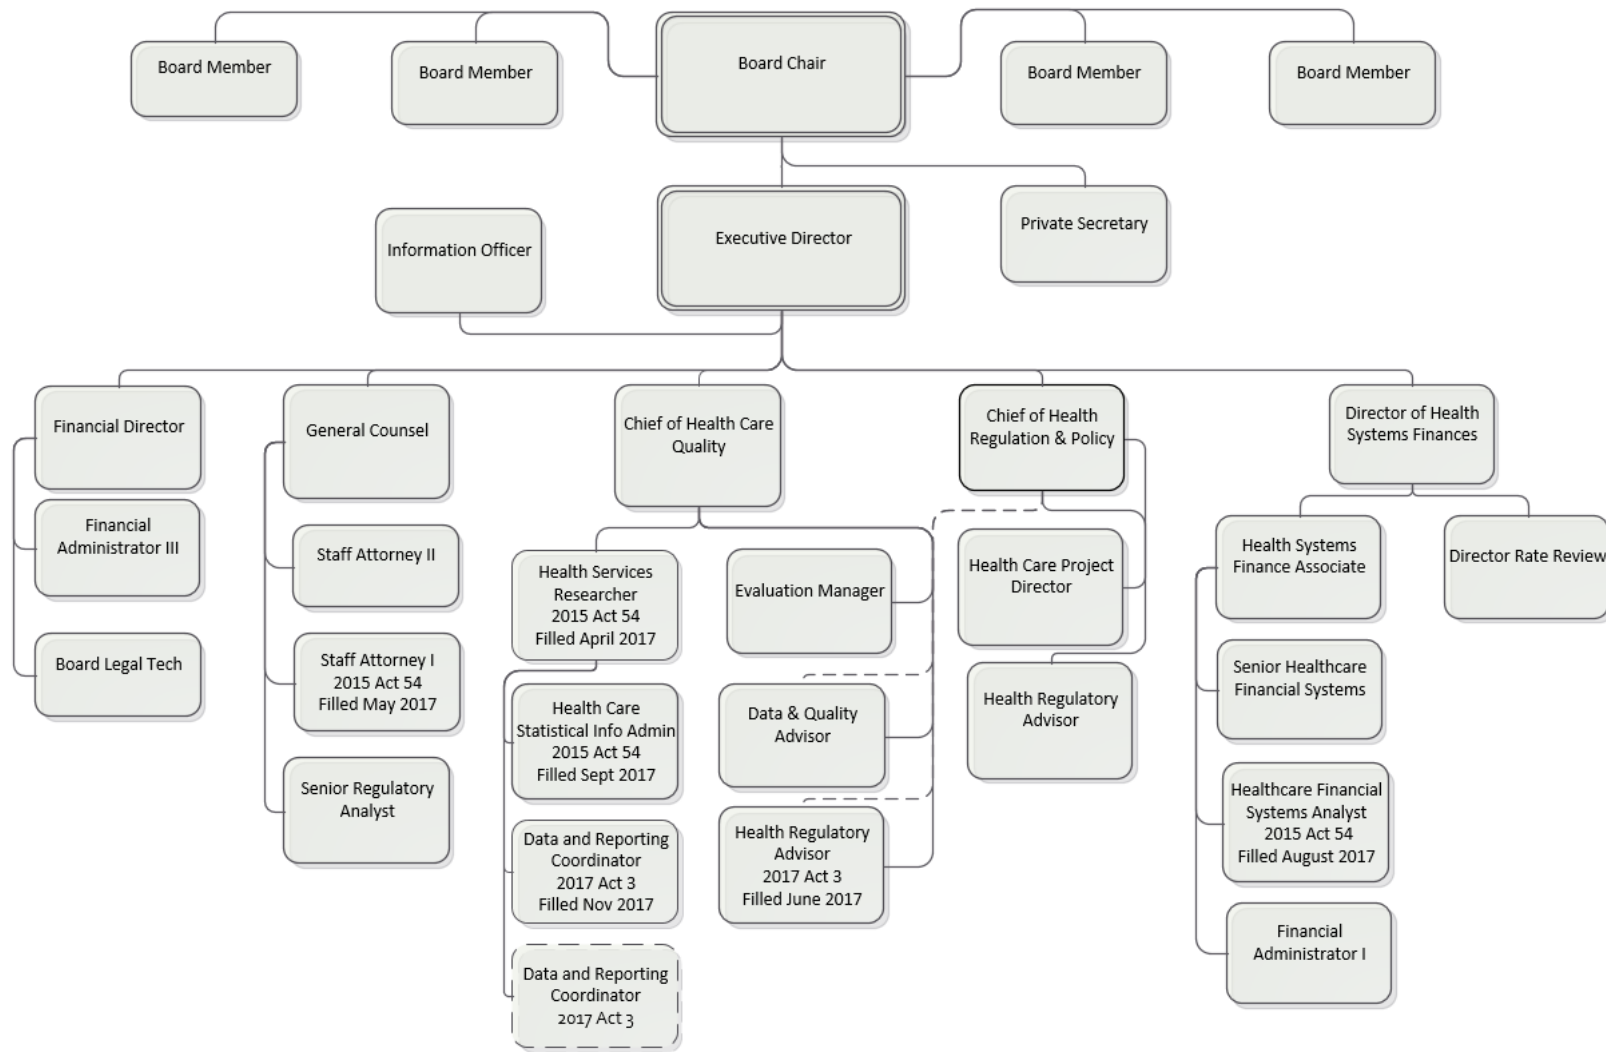 Board Member
Board Member
Board Chair
Board Member
Board Member
Information Officer
Executive Director
Private Secretary
Financial Director
Financial
Administrator III
Board Legal Tech
General Counsel
Staff Attorney II
Staff Attorney I
2015 Act 54
Filled May 2017
Senior Regulatory
Analyst
Chief of Health Care
Quality
Health Services
Researcher
2015 Act 54
Filled April 2017
Health Care
Statistical Info Admin
2015 Act 54
Filled Sept 2017
Data and Reporting
Coordinator
2017 Act 3
Filled Nov 2017
Data and Reporting
Coordinator
2017 Act 3
Evaluation Manager
Data & Quality
Advisor
Health Regulatory
Advisor
2017 Act 3
Filled June 2017
Chief of Health
Regulation & Policy
Health Care Project
Director
Health Regulatory
Advisor
Director of Health
Systems Finances
Health Systems
Finance Associate
Senior Healthcare
Financial Systems
Healthcare Financial
Systems Analyst
2015 Act 54
Filled August 2017
Financial
Administrator I
Director Rate Review